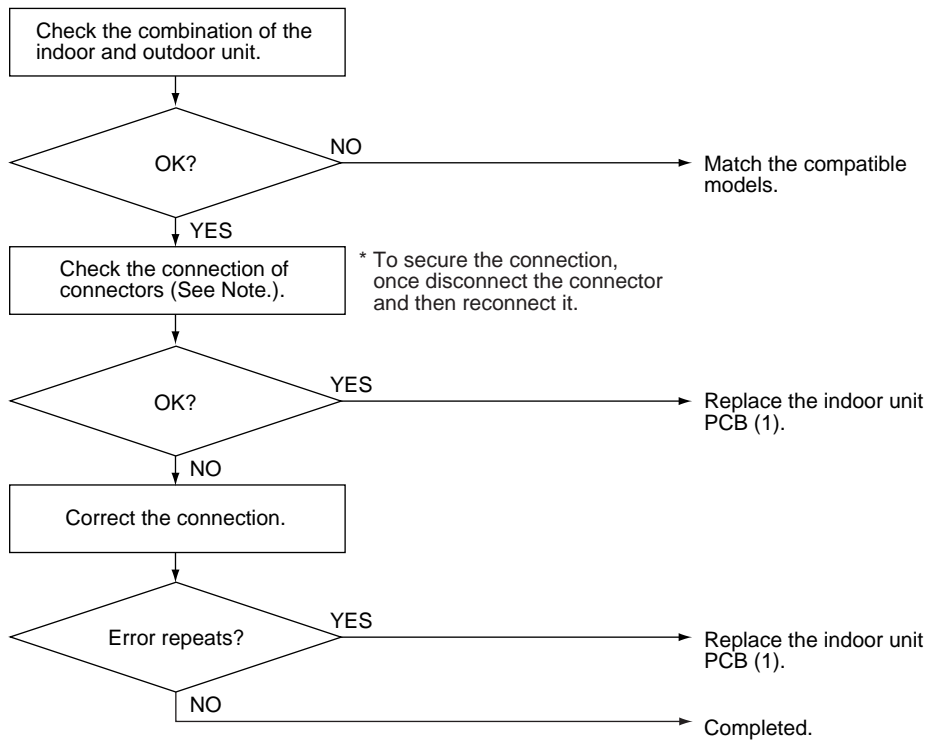 Check the combination of the
indoor and outdoor unit.
OK?
NO
Match the compatible
models.
YES
Check the connection of
connectors (See Note.).
* To secure the connection,
once disconnect the connector
and then reconnect it.
OK?
YES
Replace the indoor unit
PCB (1).
NO
Correct the connection.
Error repeats?
YES
Replace the indoor unit
PCB (1).
NO
Completed.